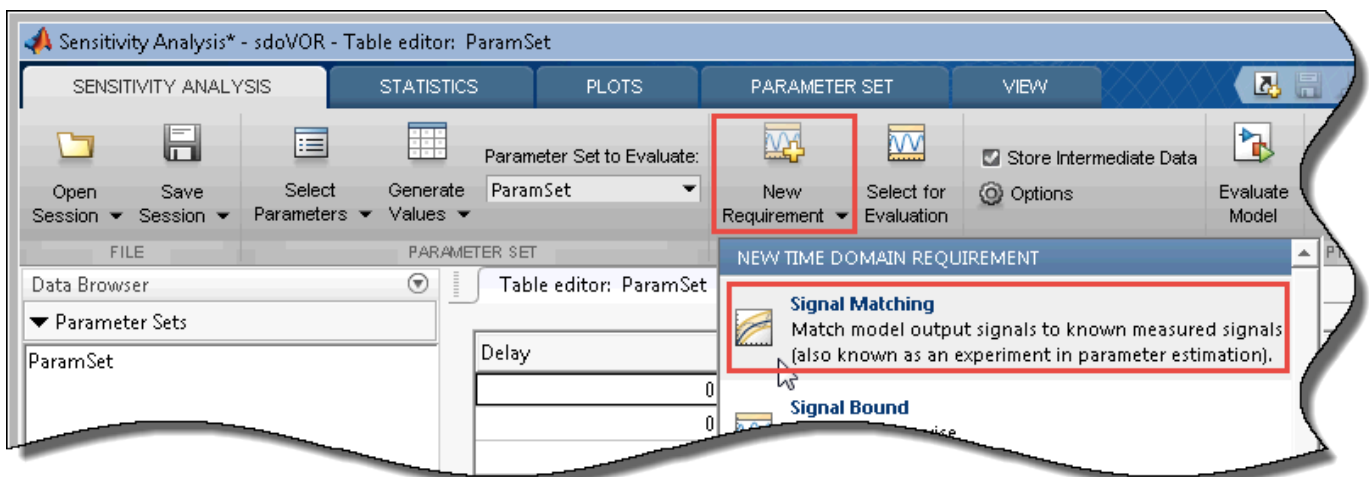 Sensitivity Analysis* - sdoVOR - Table editor: ParamSet
SENSITIVITY ANALYSIS STATISTICS PLOTS PARAMETER SET VIEW
Open Session
Save Session
Select Parameters
Generate Values
Parameter Set to Evaluate:
ParamSet
New Requirement
Select for Evaluation
Store Intermediate Data
Options
Evaluate Model
FILE PARAMETER SET
NEW TIME DOMAIN REQUIREMENT
Data Browser
Table editor: ParamSet
Parameter Sets
ParamSet
Delay
0
0
Signal Matching
Match model output signals to known measured signals
(also known as an experiment in parameter estimation).
Signal Bound